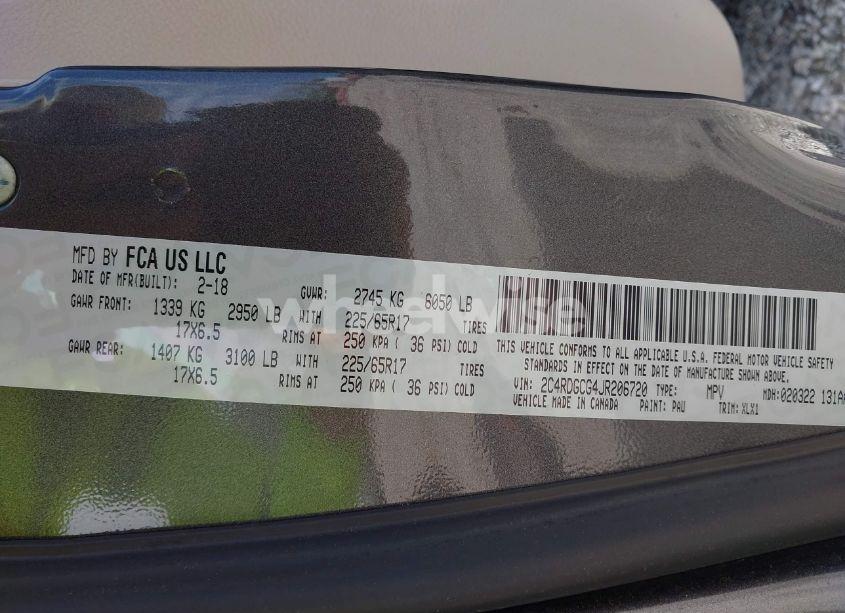 MFD BY FCA US LLC
DATE OF MFR(BUILT): 2-18 GVWR: 2745 KG 6050 LB
GAWR FRONT: 1339 KG 2950 LB WITH 225/65R17 TIRES
17X6.5 RIMS AT 250 KPA ( 36 PSI) COLD
GAWR REAR: 1407 KG 3100 LB WITH 225/65R17 TIRES
17X6.5 RIMS AT 250 KPA ( 36 PSI) COLD
THIS VEHICLE CONFORMS TO ALL APPLICABLE U.S.A. FEDERAL MOTOR VEHICLE SAFETY
STANDARDS IN EFFECT ON THE DATE OF MANUFACTURE SHOWN ABOVE.
VIN: 2C4RDGCG4JR206720 TYPE: MPV MDH: 020322
VEHICLE MADE IN CANADA PAINT: PAU TRIM: XLX1
wheelwise